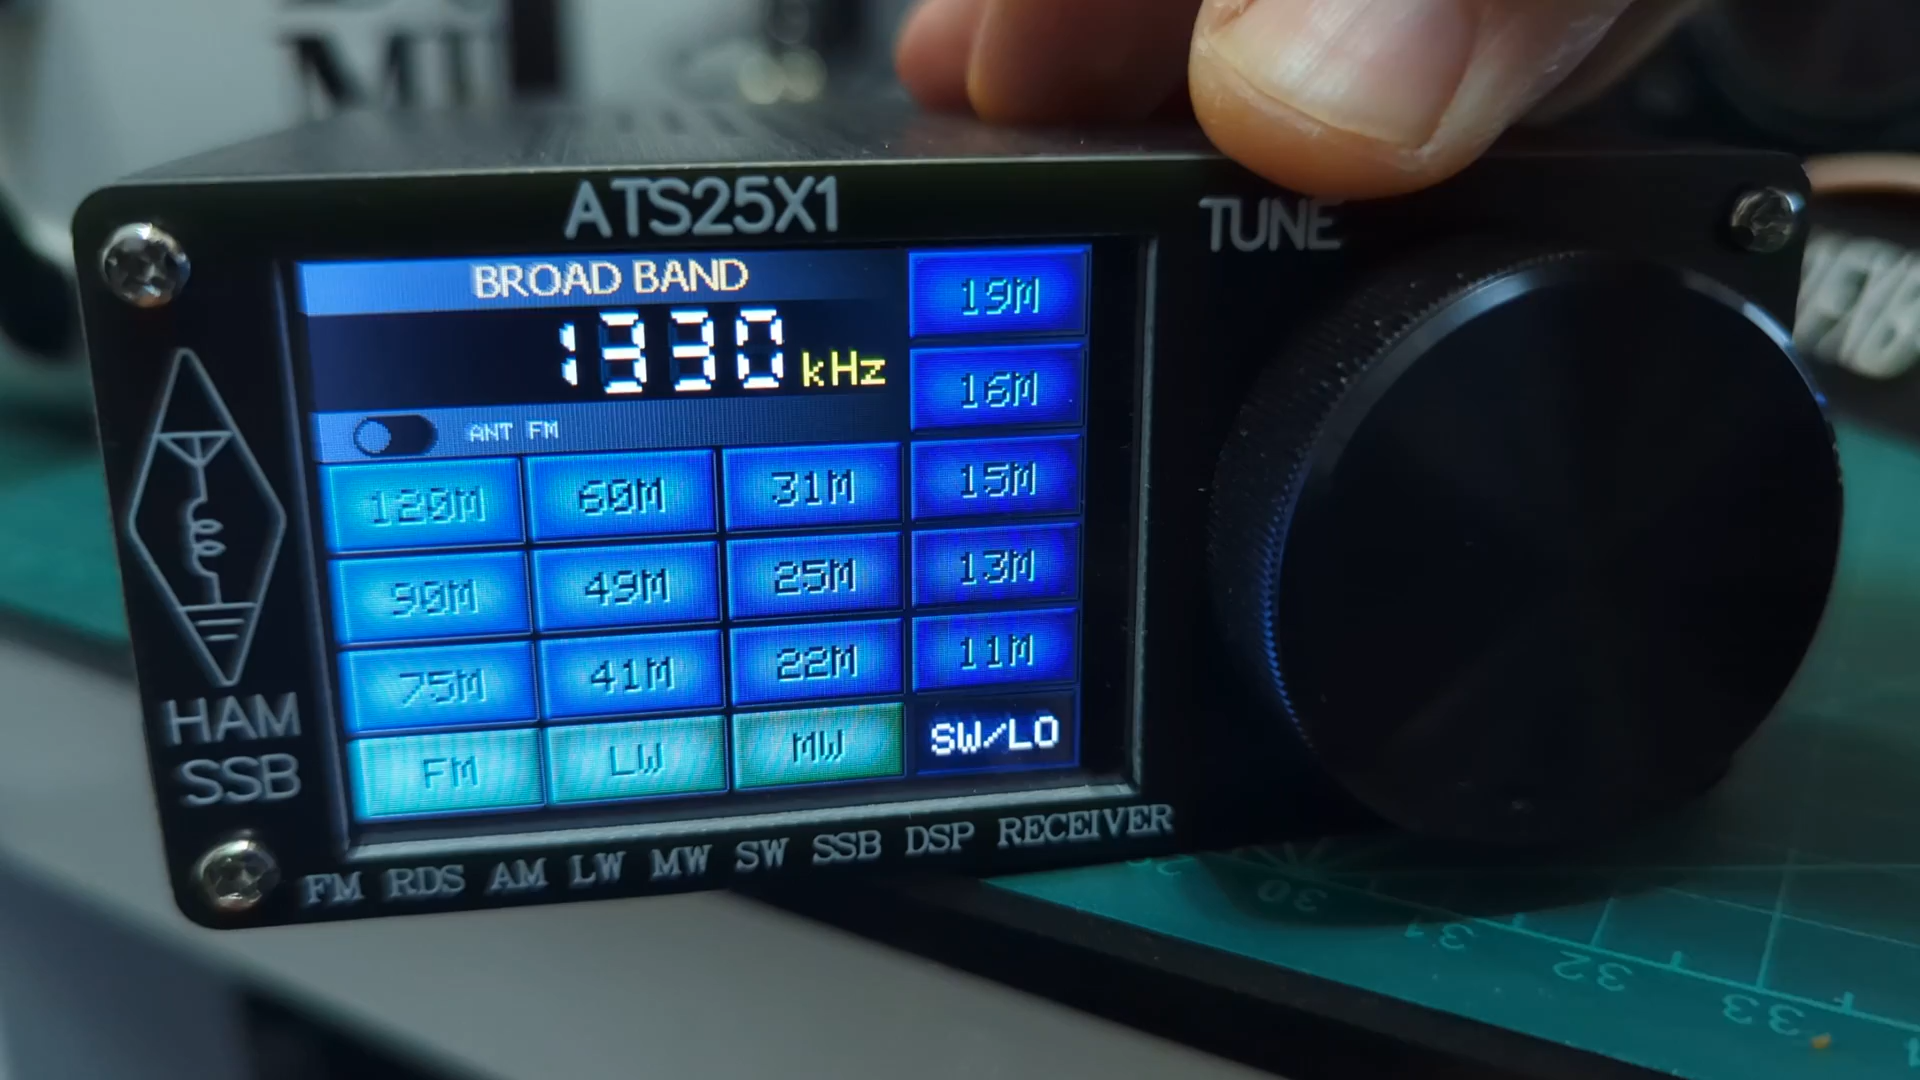 ATS25X1
TUNE
BROAD BAND
1330 kHz
ANT FM
19M
16M
120M 60M 31M 15M
90M 49M 25M 13M
75M 41M 22M 11M
FM LW MW SW/LO
HAM
SSB
FM RDS AM LW MW SW SSB DSP RECEIVER
30
31
32
33